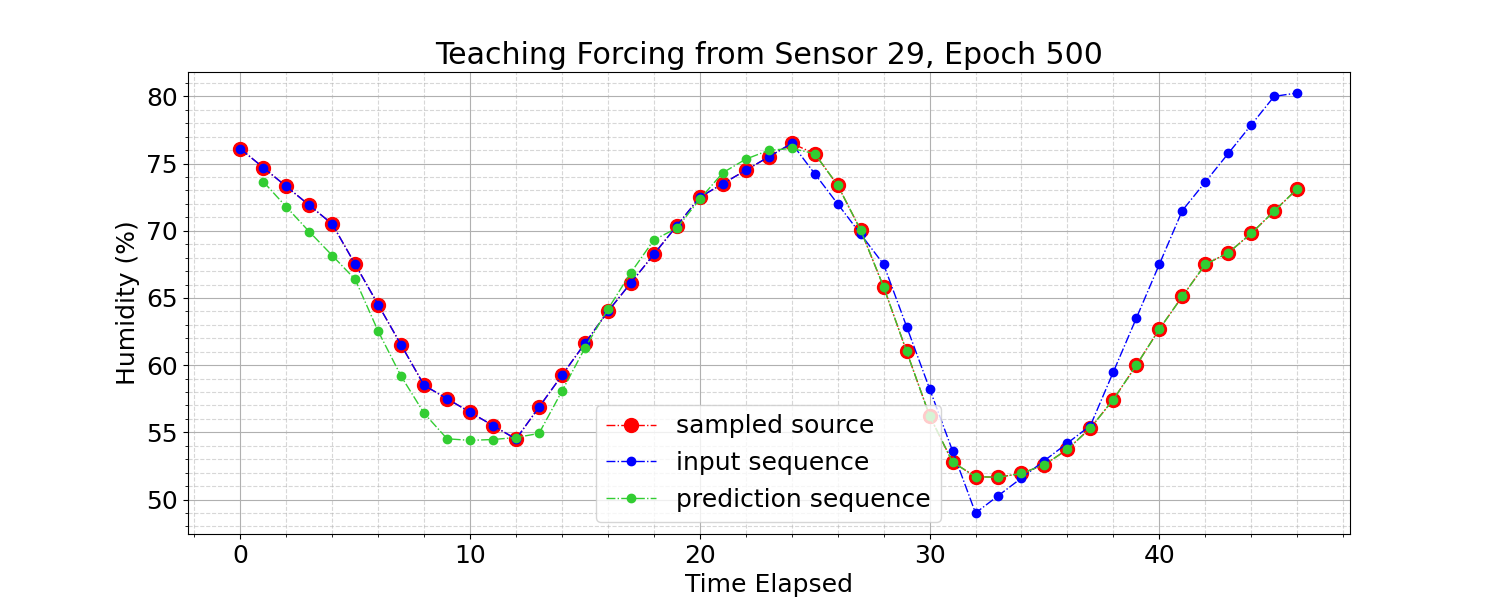 Teaching Forcing from Sensor 29, Epoch 500
80
75
70
65
60
55
50
Humidity (%)
sampled source
input sequence
prediction sequence
0 10 20 30 40
Time Elapsed